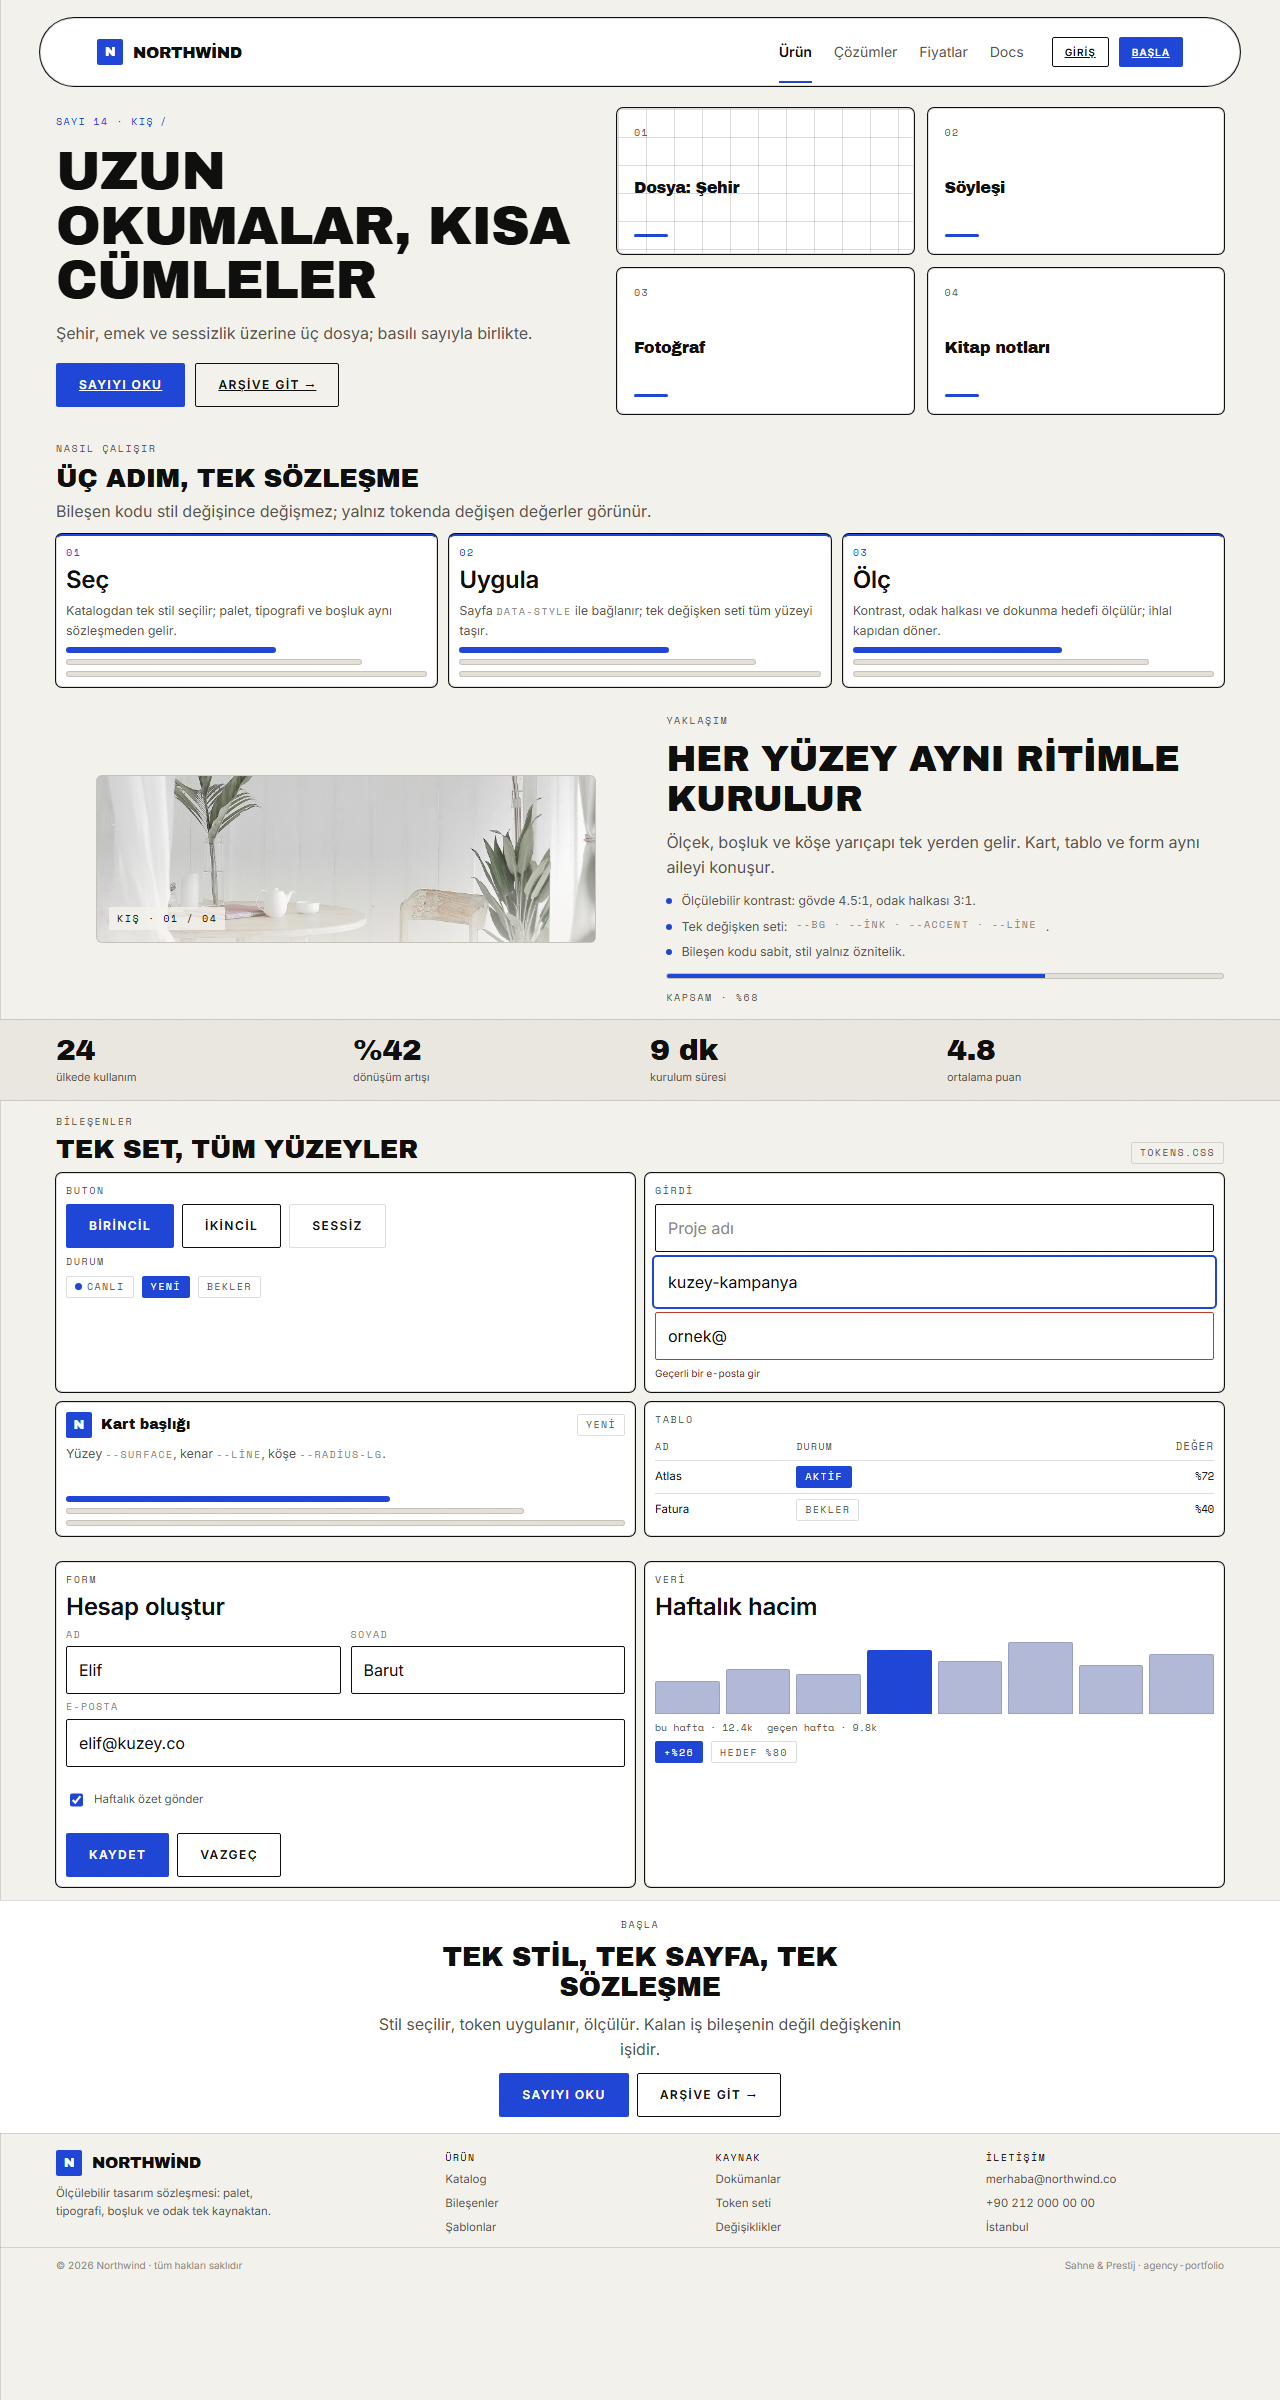 N NORTHWİND
Ürün Çözümler Fiyatlar Docs GİRİŞ BAŞLA
SAYI 14 · KIŞ /
UZUN
OKUMALAR, KISA
CÜMLELER
Şehir, emek ve sessizlik üzerine üç dosya; basılı sayıyla birlikte.
SAYIYI OKU ARŞİVE GİT →
01
Dosya: Şehir
02
Söyleşi
03
Fotoğraf
04
Kitap notları
NASIL ÇALIŞIR
ÜÇ ADIM, TEK SÖZLEŞME
Bileşen kodu stil değişince değişmez; yalnız tokenda değişen değerler görünür.
01
Seç
Katalogdan tek stil seçilir; palet, tipografi ve boşluk aynı
sözleşmeden gelir.
02
Uygula
Sayfa DATA-STYLE ile bağlanır; tek değişken seti tüm yüzeyi
taşır.
03
Ölç
Kontrast, odak halkası ve dokunma hedefi ölçülür; ihlal
kapıdan döner.
KIŞ · 01 / 04
YAKLAŞIM
HER YÜZEY AYNI RİTİMLE
KURULUR
Ölçek, boşluk ve köşe yarıçapı tek yerden gelir. Kart, tablo ve form aynı
aileyi konuşur.
Ölçülebilir kontrast: gövde 4.5:1, odak halkası 3:1.
Tek değişken seti: --BG · --İNK · --ACCENT · --LİNE .
Bileşen kodu sabit, stil yalnız öznitelik.
KAPSAM · %68
24
ülkede kullanım
%42
dönüşüm artışı
9 dk
kurulum süresi
4.8
ortalama puan
BİLEŞENLER
TEK SET, TÜM YÜZEYLER
TOKENS.CSS
BUTON
BİRİNCİL İKİNCİL SESSİZ
DURUM
CANLI YENİ BEKLER
GİRDİ
Proje adı
kuzey-kampanya
ornek@
Geçerli bir e-posta gir
N Kart başlığı YENİ
Yüzey --SURFACE, kenar --LİNE, köşe --RADİUS-LG.
TABLO
AD DURUM DEĞER
Atlas AKTİF %72
Fatura BEKLER %40
FORM
Hesap oluştur
AD SOYAD
Elif Barut
E-POSTA
elif@kuzey.co
Haftalık özet gönder
KAYDET VAZGEÇ
VERİ
Haftalık hacim
bu hafta · 12.4k geçen hafta · 9.8k
+%26 HEDEF %80
BAŞLA
TEK STİL, TEK SAYFA, TEK
SÖZLEŞME
Stil seçilir, token uygulanır, ölçülür. Kalan iş bileşenin değil değişkenin
işidir.
SAYIYI OKU ARŞİVE GİT →
N NORTHWİND
Ölçülebilir tasarım sözleşmesi: palet,
tipografi, boşluk ve odak tek kaynaktan.
ÜRÜN
Katalog
Bileşenler
Şablonlar
KAYNAK
Dokümanlar
Token seti
Değişiklikler
İLETİŞİM
merhaba@northwind.co
+90 212 000 00 00
İstanbul
© 2026 Northwind · tüm hakları saklıdır
Sahne & Prestij · agency-portfolio